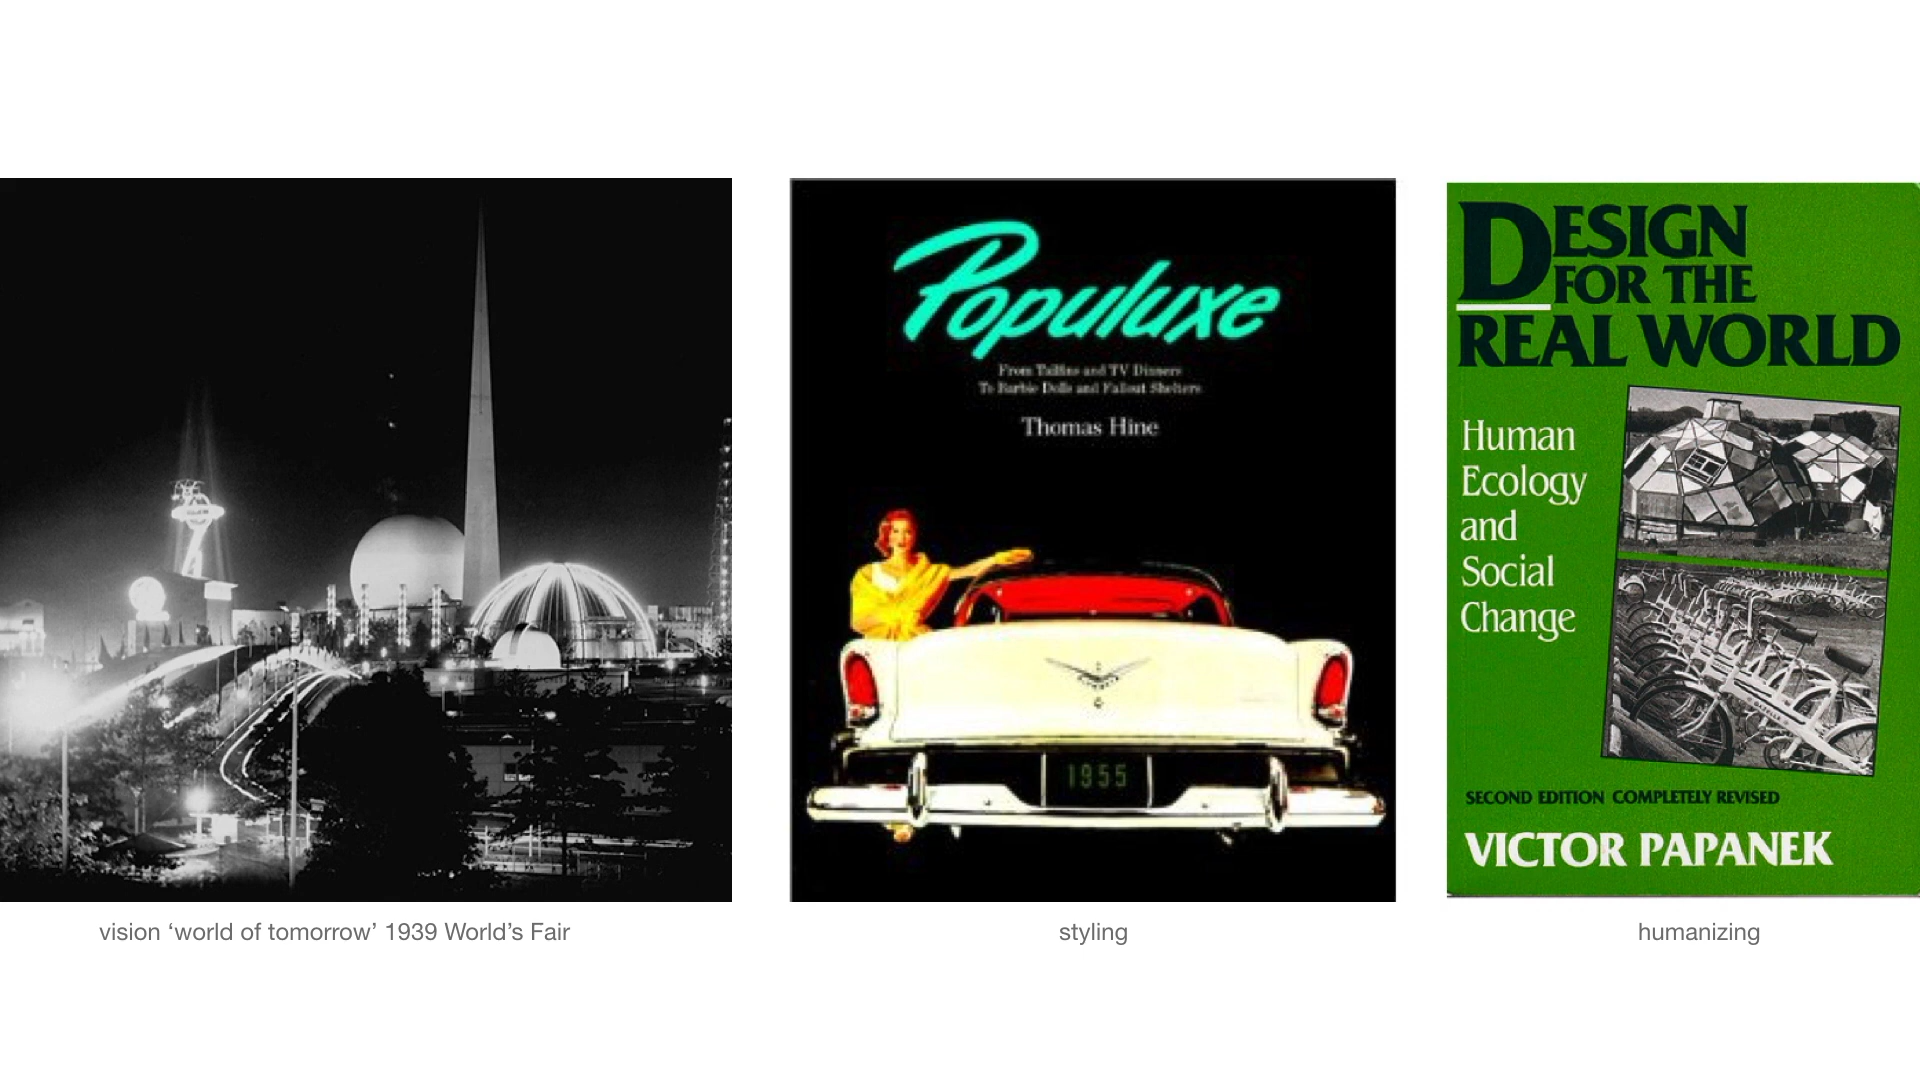 Populuxe
From Tailfins and TV Dinners
To Barbie Dolls and Fallout Shelters
Thomas Hine
1955
DESIGN
FOR THE
REAL WORLD
Human
Ecology
and
Social
Change
SECOND EDITION COMPLETELY REVISED
VICTOR PAPANEK
vision ‘world of tomorrow’ 1939 World’s Fair
styling
humanizing